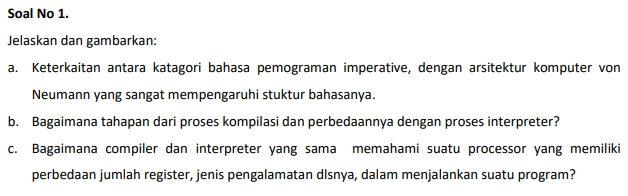 Soal No 1.
Jelaskan dan gambarkan:
a. Keterkaitan antara katagori bahasa pemograman imperative, dengan arsitektur komputer von
Neumann yang sangat mempengaruhi stuktur bahasanya.
b. Bagaimana tahapan dari proses kompilasi dan perbedaannya dengan proses interpreter?
c. Bagaimana compiler dan interpreter yang sama memahami suatu processor yang memiliki
perbedaan jumlah register, jenis pengalamatan dlsnya, dalam menjalankan suatu program?